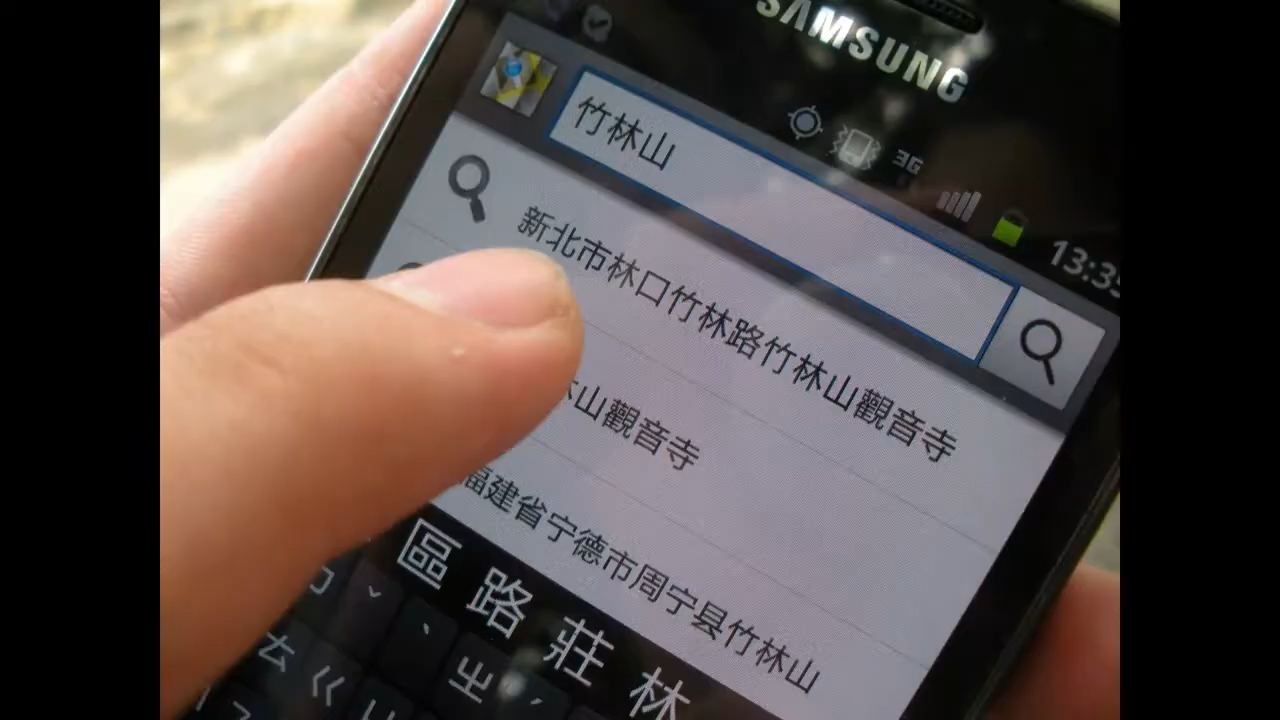 SAMSUNG
3G
13:35
竹林山
新北市林口竹林路竹林山觀音寺
林山觀音寺
福建省宁德市周宁县竹林山
區 路 莊 林
ㄅ ˇ ˋ
ㄊ ㄍ ㄓ ˊ